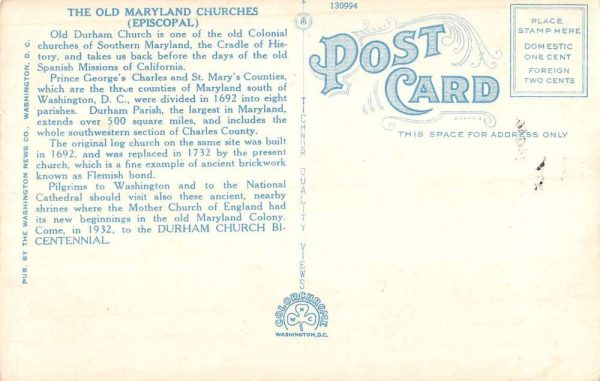 THE OLD MARYLAND CHURCHES
(EPISCOPAL)
Old Durham Church is one of the old Colonial
churches of Southern Maryland, the Cradle of His-
tory, and takes us back before the days of the old
Spanish Missions of California.
Prince George's Charles and St. Mary's Counties,
which are the three counties of Maryland south of
Washington, D. C., were divided in 1692 into eight
parishes. Durham Parish, the largest in Maryland,
extends over 500 square miles, and includes the
whole southwestern section of Charles County.
The original log church on the same site was built
in 1692, and was replaced in 1732 by the present
church, which is a fine example of ancient brickwork
known as Flemish bond.
Pilgrims to Washington and to the National
Cathedral should visit also these ancient, nearby
shrines where the Mother Church of England had
its new beginnings in the old Maryland Colony.
Come, in 1932, to the DURHAM CHURCH BI-
CENTENNIAL.
PUB. BY THE WASHINGTON NEWS CO., WASHINGTON, D. C.
TICHNOR QUALITY VIEWS
130994
POST
CARD
THIS SPACE FOR ADDRESS ONLY
PLACE
STAMP HERE
DOMESTIC
ONE CENT
FOREIGN
TWO CENTS
COLORCHROME
N
W C
WASHINGTON, D.C.